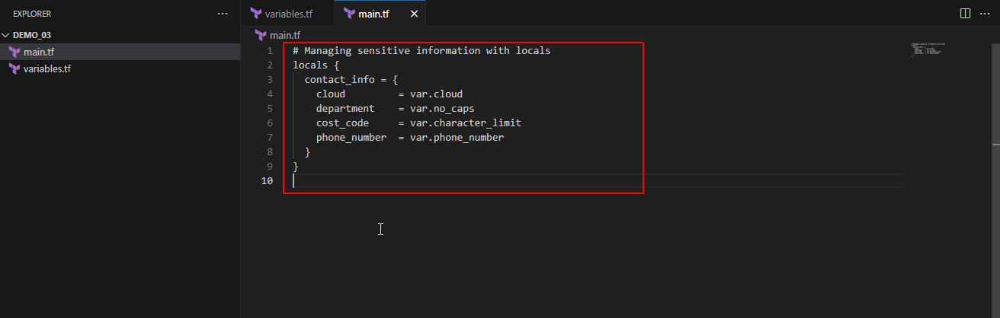 EXPLORER
DEMO_03
main.tf
variables.tf
variables.tf
main.tf
main.tf
1 # Managing sensitive information with locals
2 locals {
3 contact_info = {
4 cloud = var.cloud
5 department = var.no_caps
6 cost_code = var.character_limit
7 phone_number = var.phone_number
8 }
9 }
10